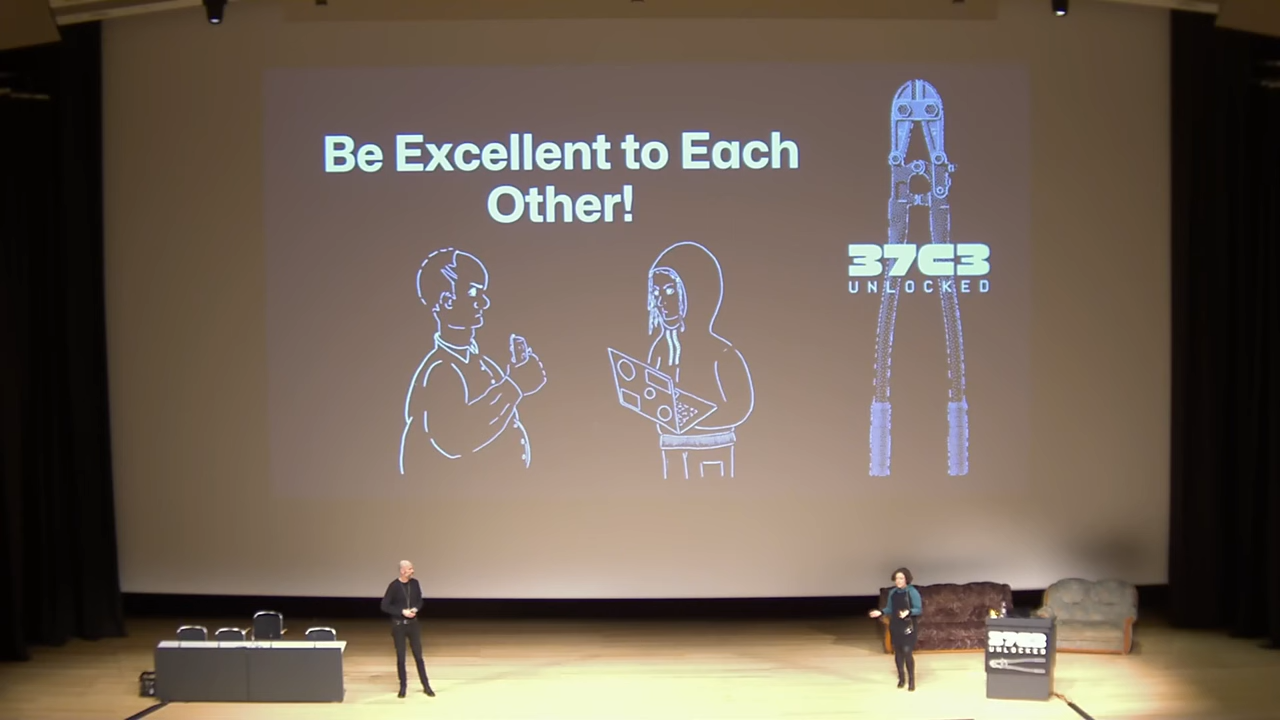 Be Excellent to Each
Other!
37C3
UNLOCKED
37C3
UNLOCKED